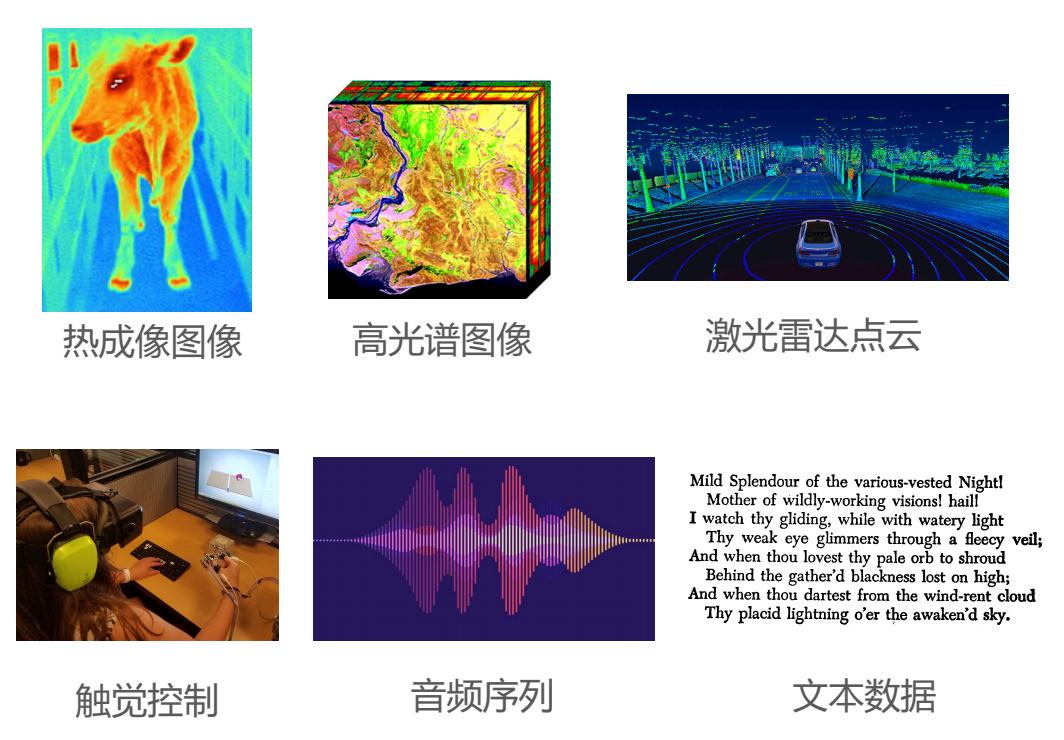 热成像图像
高光谱图像
激光雷达点云
Mild Splendour of the various-vested Night!
Mother of wildly-working visions! hail!
I watch thy gliding, while with watery light
Thy weak eye glimmers through a fleecy veil;
And when thou lovest thy pale orb to shroud
Behind the gather'd blackness lost on high;
And when thou dartest from the wind-rent cloud
Thy placid lightning o'er the awaken'd sky.
触觉控制
音频序列
文本数据